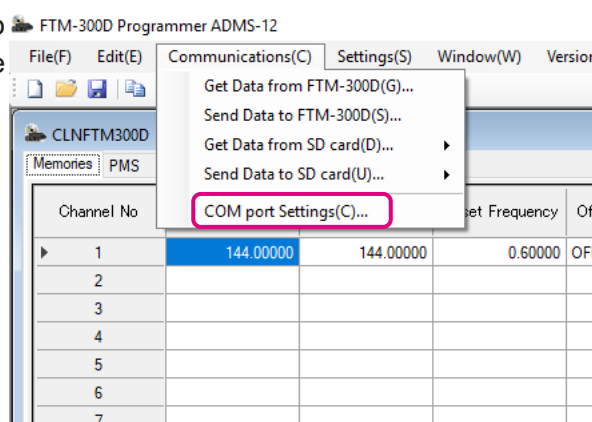 FTM-300D Programmer ADMS-12
File(F) Edit(E) Communications(C) Settings(S) Window(W)
Get Data from FTM-300D(G)...
Send Data to FTM-300D(S)...
Get Data from SD card(D)...
Send Data to SD card(U)...
COM port Settings(C)...
CLNFTM300D
Memories PMS
Channel No Frequency
1 144.00000 144.00000 0.60000
2
3
4
5
6
7